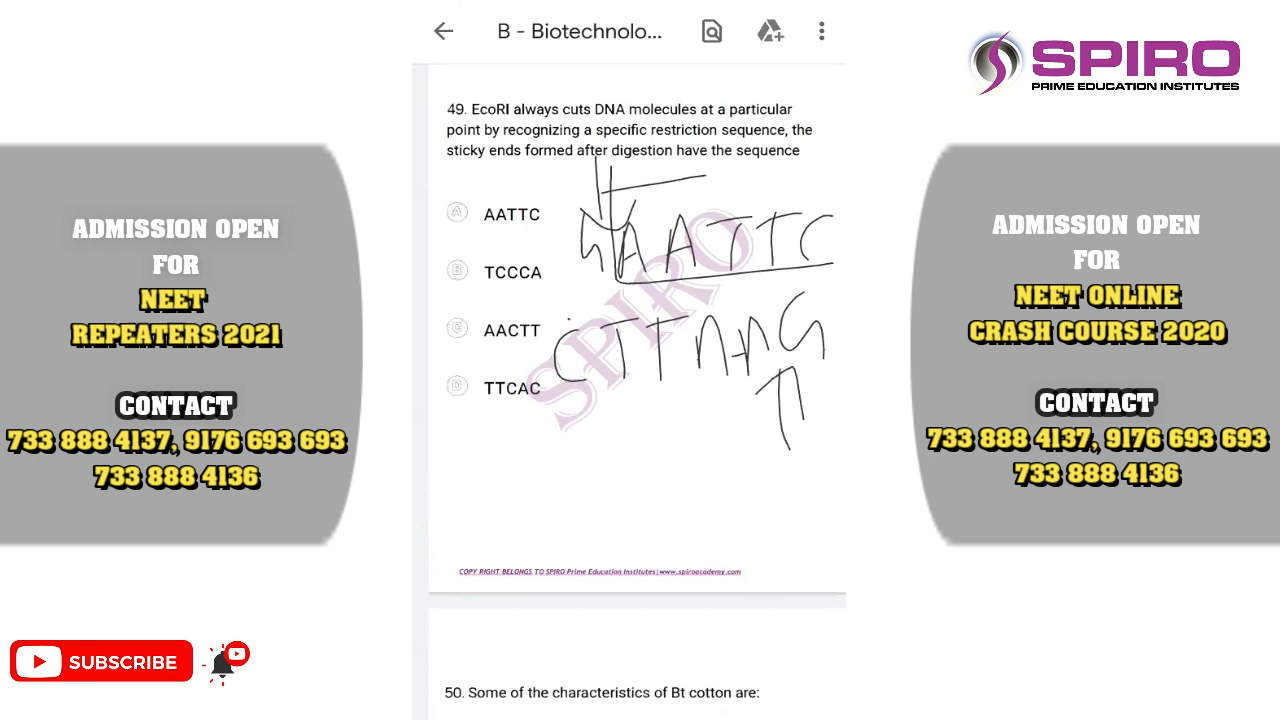 B - Biotechnolo...
SPIRO
PRIME EDUCATION INSTITUTES
49. EcoRI always cuts DNA molecules at a particular
point by recognizing a specific restriction sequence, the
sticky ends formed after digestion have the sequence
A AATTC
B TCCCA
C AACTT
D TTCAC
GAATTC
CTTAAG
SPIRO
COPY RIGHT BELONGS TO SPIRO Prime Education Institutes|www.spiroacademy.com
50. Some of the characteristics of Bt cotton are:
ADMISSION OPEN
FOR
NEET
REPEATERS 2021
CONTACT
733 888 4137, 9176 693 693
733 888 4136
ADMISSION OPEN
FOR
NEET ONLINE
CRASH COURSE 2020
CONTACT
733 888 4137, 9176 693 693
733 888 4136
SUBSCRIBE